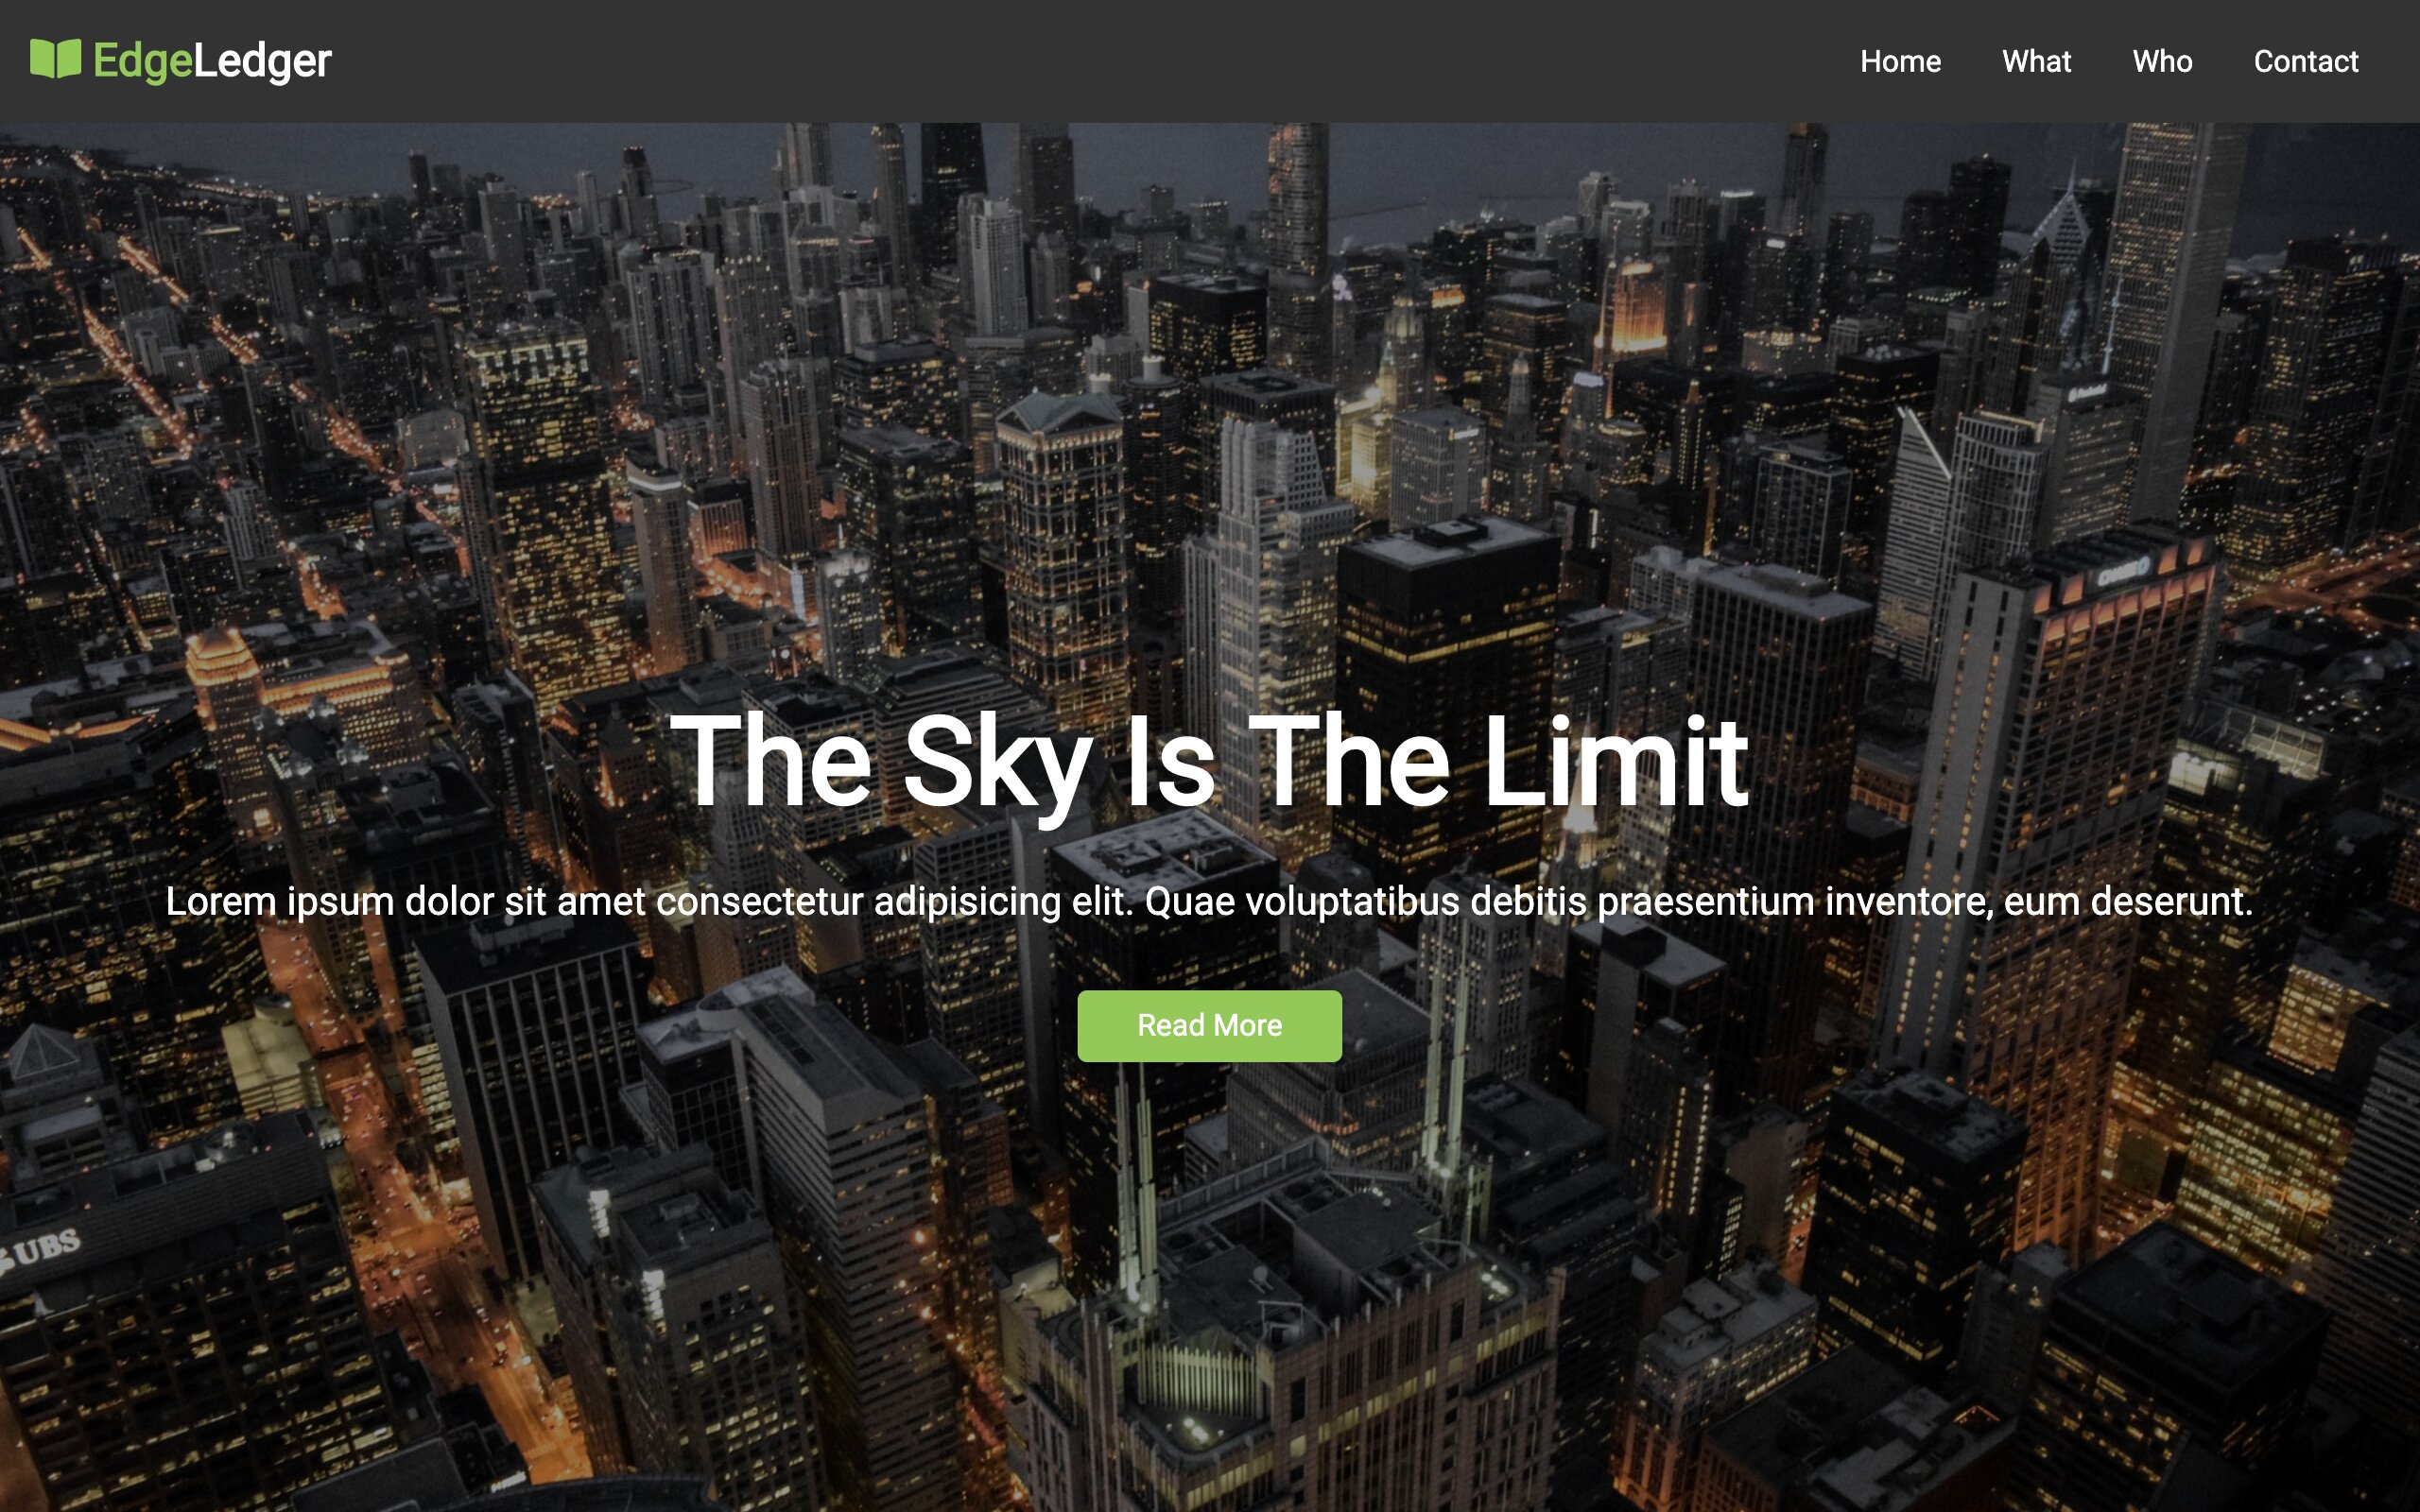 EdgeLedger
Home What Who Contact
The Sky Is The Limit
Lorem ipsum dolor sit amet consectetur adipisicing elit. Quae voluptatibus debitis praesentium inventore, eum deserunt.
Read More
UBS